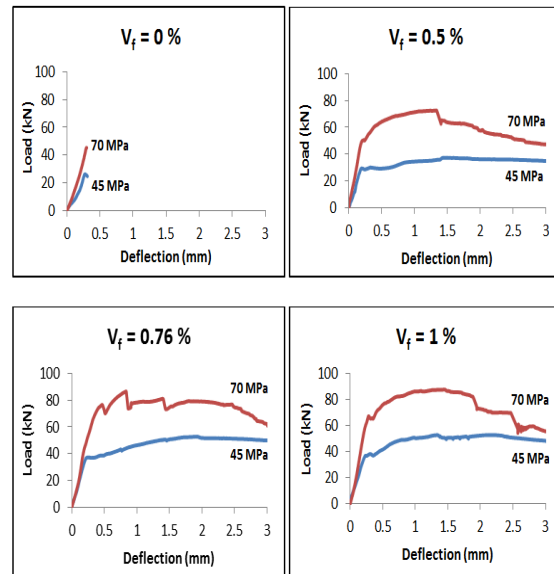 V_f = 0 %
Load (kN)
100
80
60
40
20
0
70 MPa
45 MPa
0 0.5 1 1.5 2 2.5 3
Deflection (mm)
V_f = 0.5 %
Load (kN)
100
80
60
40
20
0
70 MPa
45 MPa
0 0.5 1 1.5 2 2.5 3
Deflection (mm)
V_f = 0.76 %
Load (kN)
100
80
60
40
20
0
70 MPa
45 MPa
0 0.5 1 1.5 2 2.5 3
Deflection (mm)
V_f = 1 %
Load (kN)
100
80
60
40
20
0
70 MPa
45 MPa
0 0.5 1 1.5 2 2.5 3
Deflection (mm)